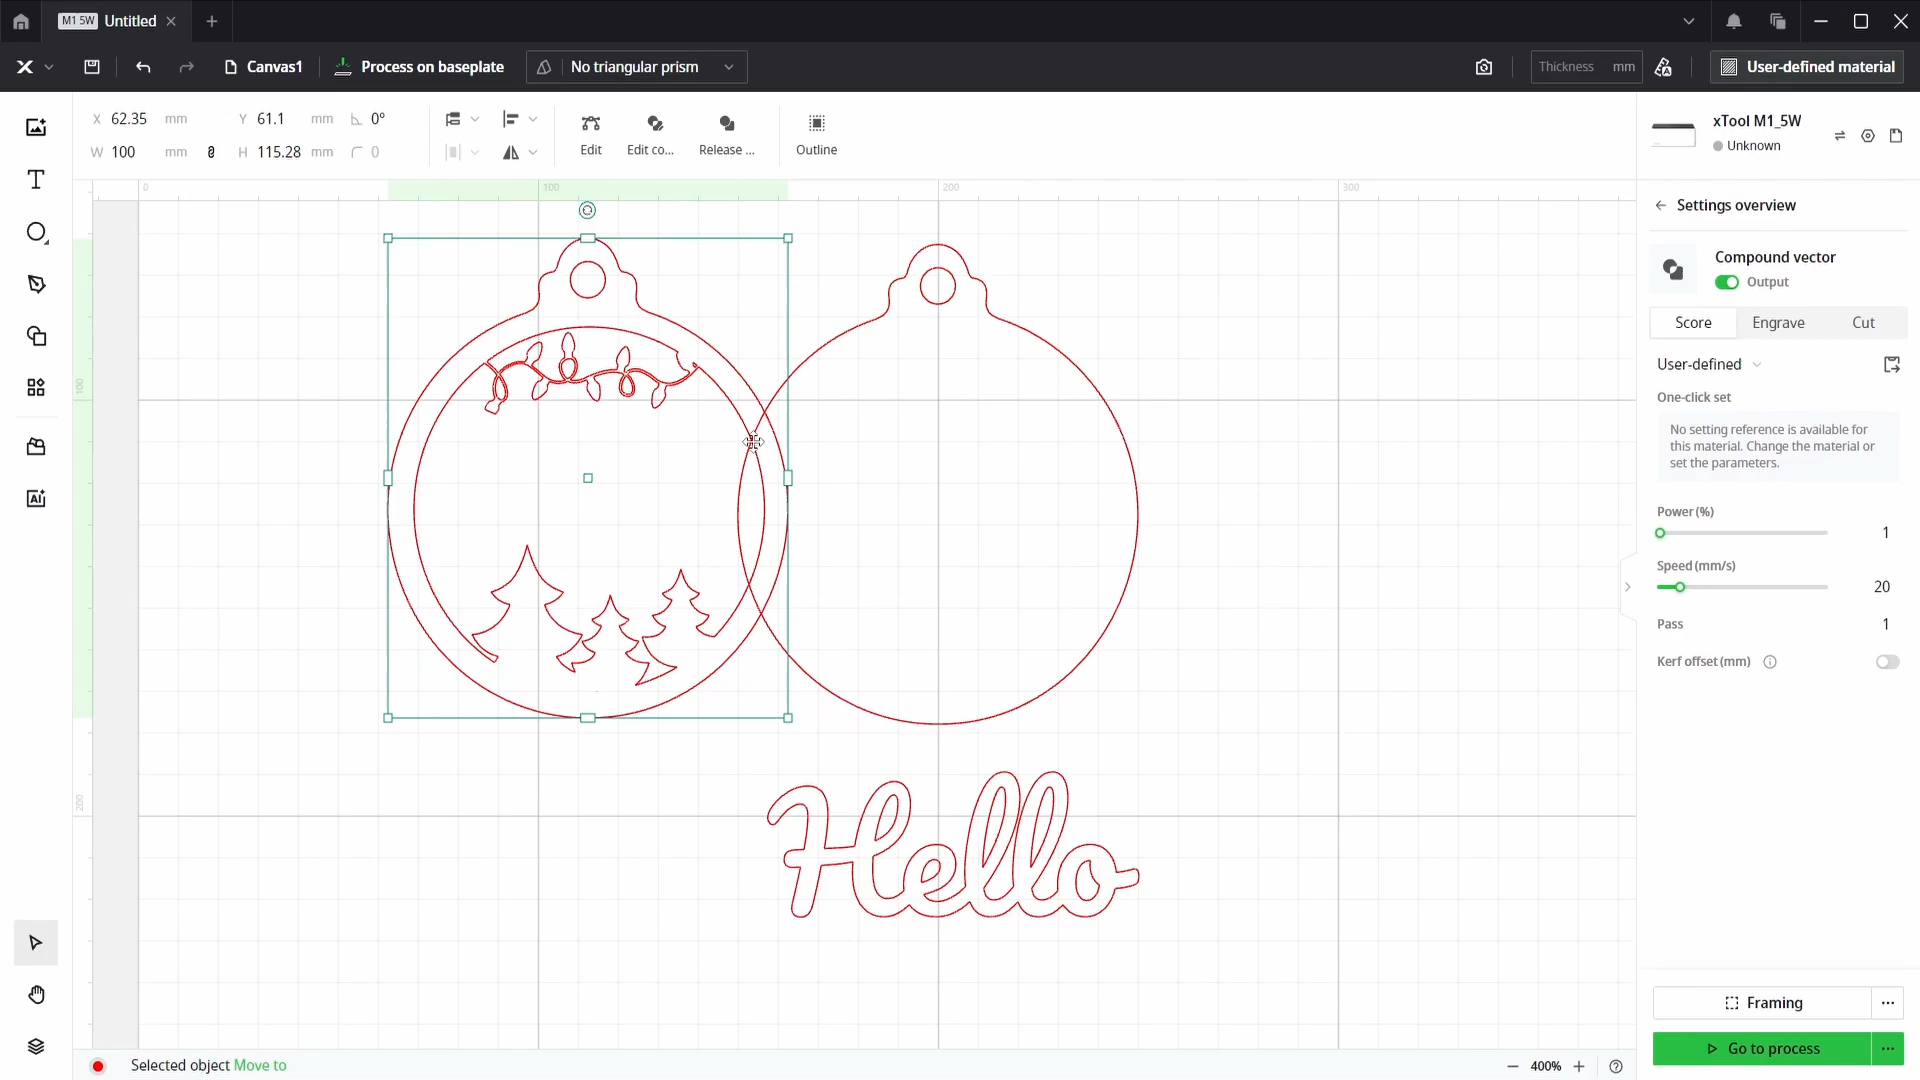 M1 5W Untitled
Canvas1
Process on baseplate
No triangular prism
Thickness mm
User-defined material
X 62.35 mm Y 61.1 mm 0°
W 100 mm H 115.28 mm 0
Edit
Edit co...
Release ...
Outline
xTool M1_5W
Unknown
0 100 200 300
100
200
Settings overview
Compound vector
Output
Score Engrave Cut
User-defined
One-click set
No setting reference is available for
this material. Change the material or
set the parameters.
Power (%)
1
Speed (mm/s)
20
Pass 1
Kerf offset (mm)
Hello
AI
Framing
Go to process
Selected object Move to
400%